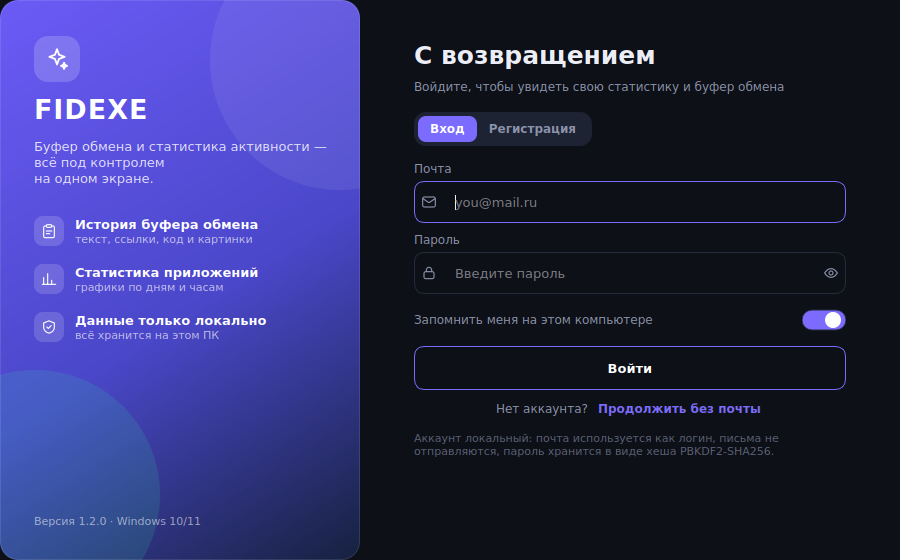 FIDEXE
Буфер обмена и статистика активности —
всё под контролем
на одном экране.
История буфера обмена
текст, ссылки, код и картинки
Статистика приложений
графики по дням и часам
Данные только локально
всё хранится на этом ПК
Версия 1.2.0 · Windows 10/11
С возвращением
Войдите, чтобы увидеть свою статистику и буфер обмена
Вход Регистрация
Почта
you@mail.ru
Пароль
Введите пароль
Запомнить меня на этом компьютере
Войти
Нет аккаунта? Продолжить без почты
Аккаунт локальный: почта используется как логин, письма не
отправляются, пароль хранится в виде хеша PBKDF2-SHA256.